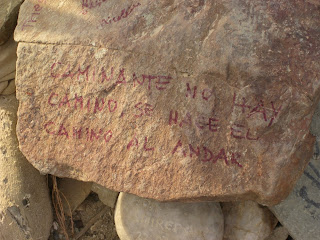 CAMINANTE NO HAY
CAMINO, SE HACE EL
CAMINO AL ANDAR